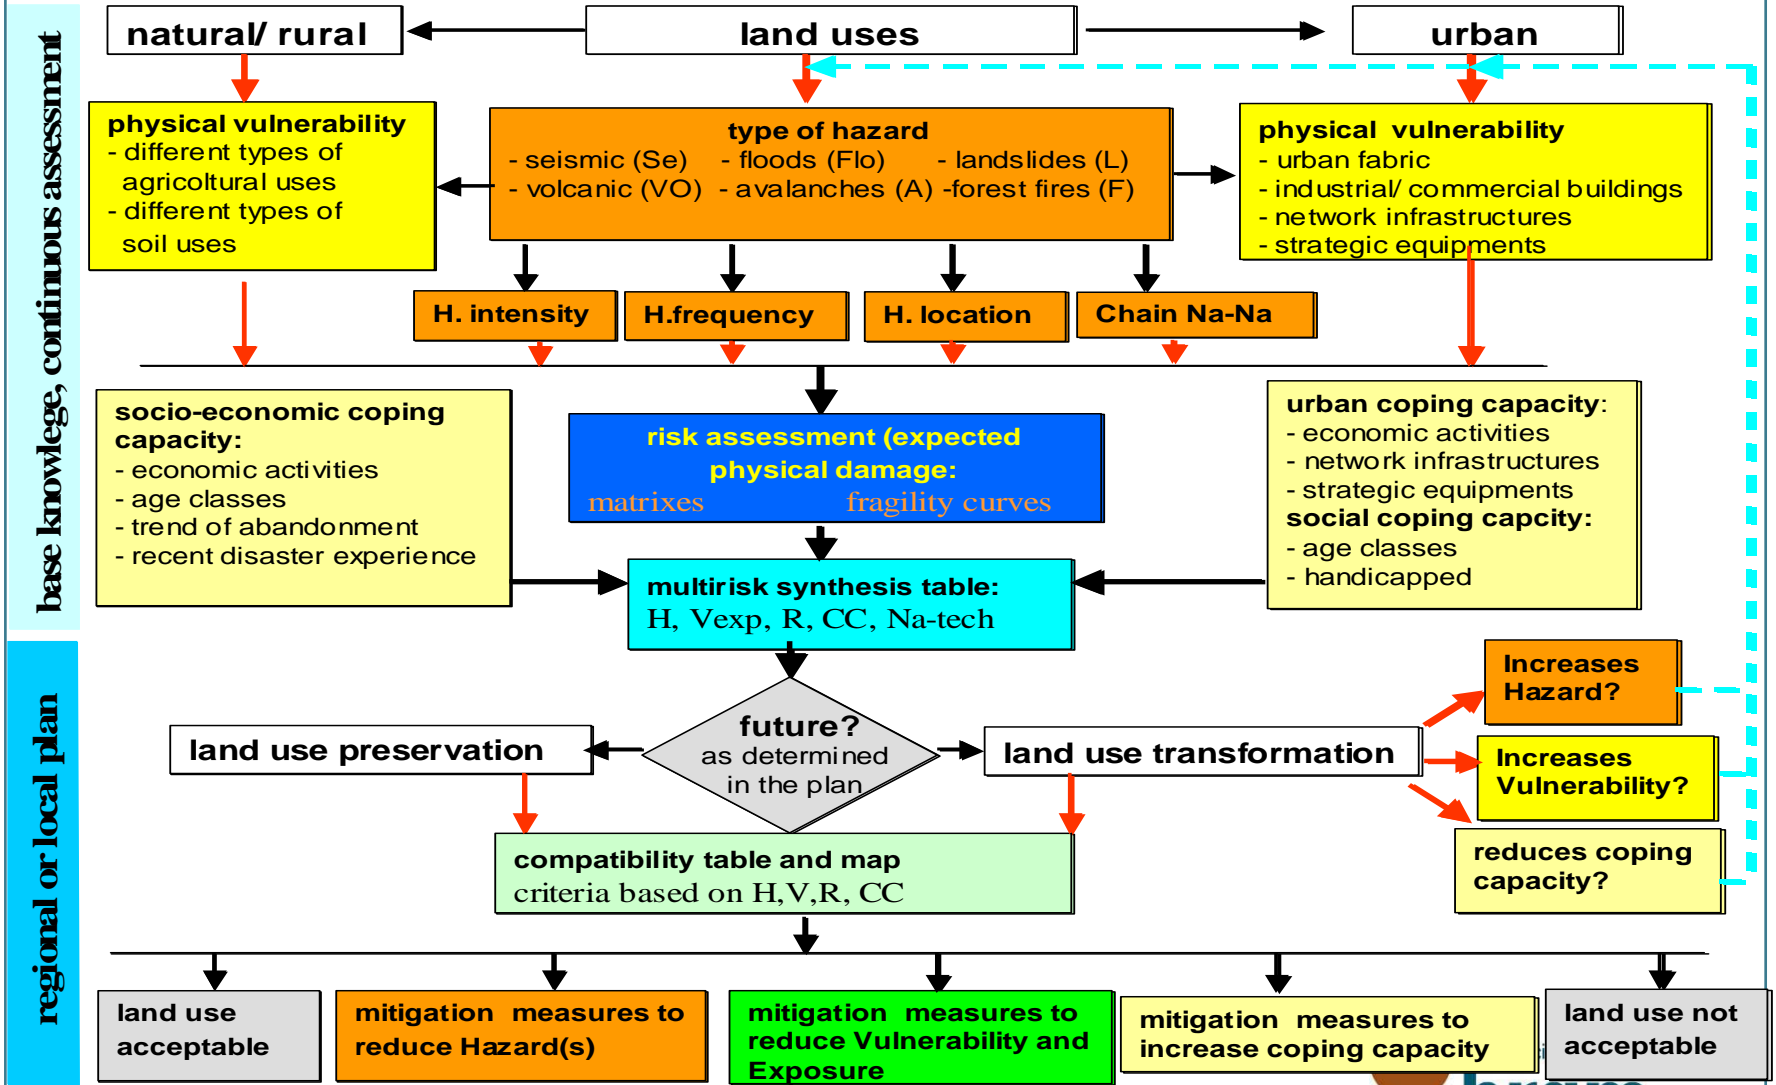 natural/ rural
land uses
urban
base knowlege, continuous assessment
physical vulnerability
- different types of
agricoltural uses
- different types of
soil uses
type of hazard
- seismic (Se) - floods (Flo) - landslides (L)
- volcanic (VO) - avalanches (A) -forest fires (F)
physical vulnerability
- urban fabric
- industrial/ commercial buildings
- network infrastructures
- strategic equipments
H. intensity
H.frequency
H. location
Chain Na-Na
socio-economic coping
capacity:
- economic activities
- age classes
- trend of abandonment
- recent disaster experience
risk assessment (expected
physical damage:
matrixes fragility curves
urban coping capacity:
- economic activities
- network infrastructures
- strategic equipments
social coping capcity:
- age classes
- handicapped
multirisk synthesis table:
H, Vexp, R, CC, Na-tech
regional or local plan
land use preservation
future?
as determined
in the plan
land use transformation
Increases
Hazard?
Increases
Vulnerability?
reduces coping
capacity?
compatibility table and map
criteria based on H,V,R, CC
land use
acceptable
mitigation measures to
reduce Hazard(s)
mitigation measures to
reduce Vulnerability and
Exposure
mitigation measures to
increase coping capacity
land use not
acceptable